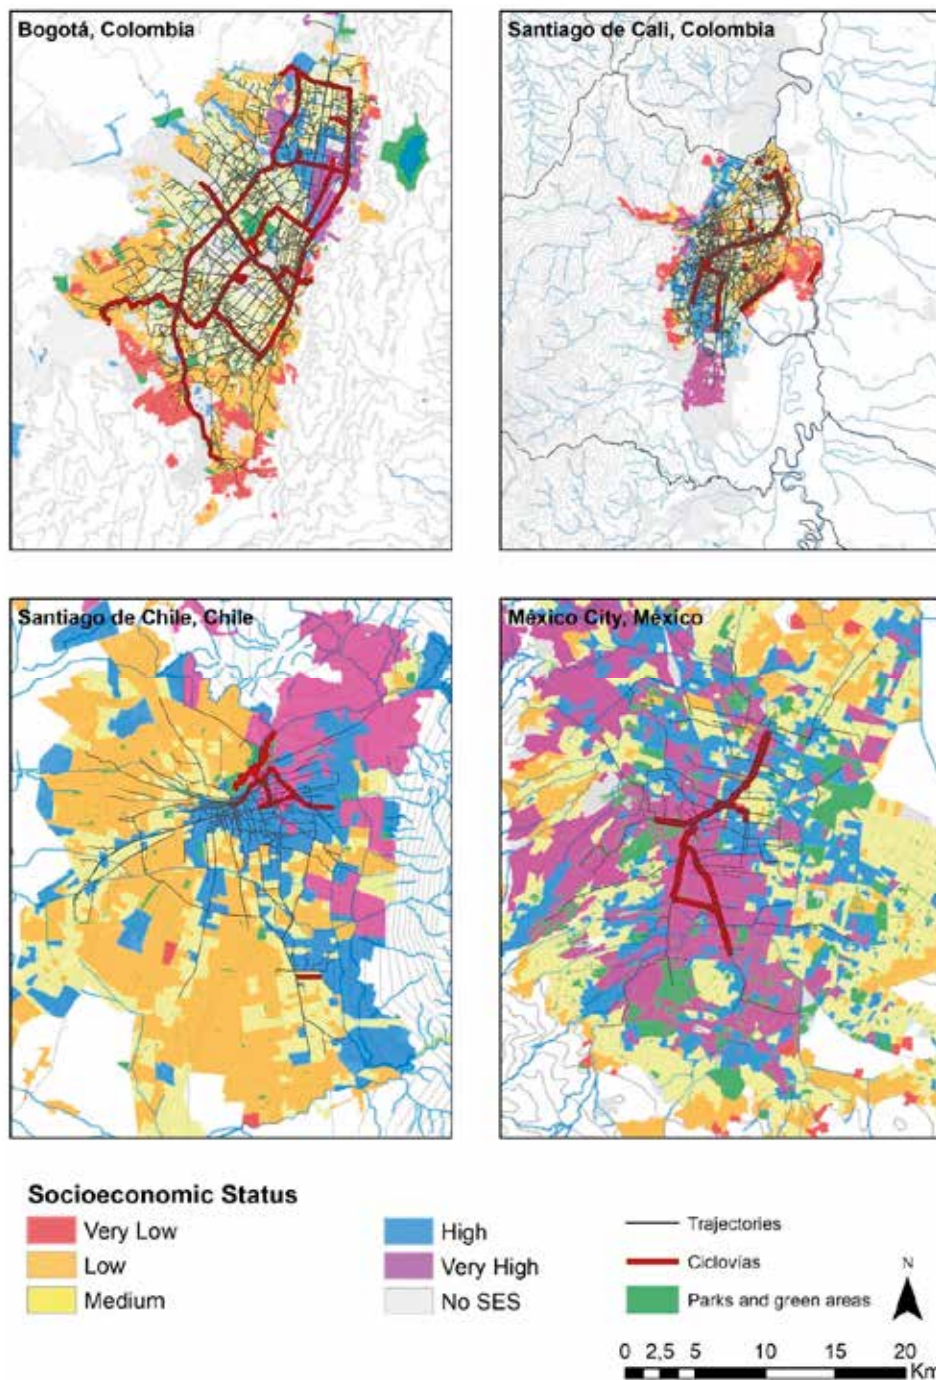 Bogotá, Colombia
Santiago de Cali, Colombia
Santiago de Chile, Chile
México City, México
Socioeconomic Status
Very Low
Low
Medium
High
Very High
No SES
Trajectories
Ciclovías
Parks and green areas
N
0 2,5 5 10 15 20
Km